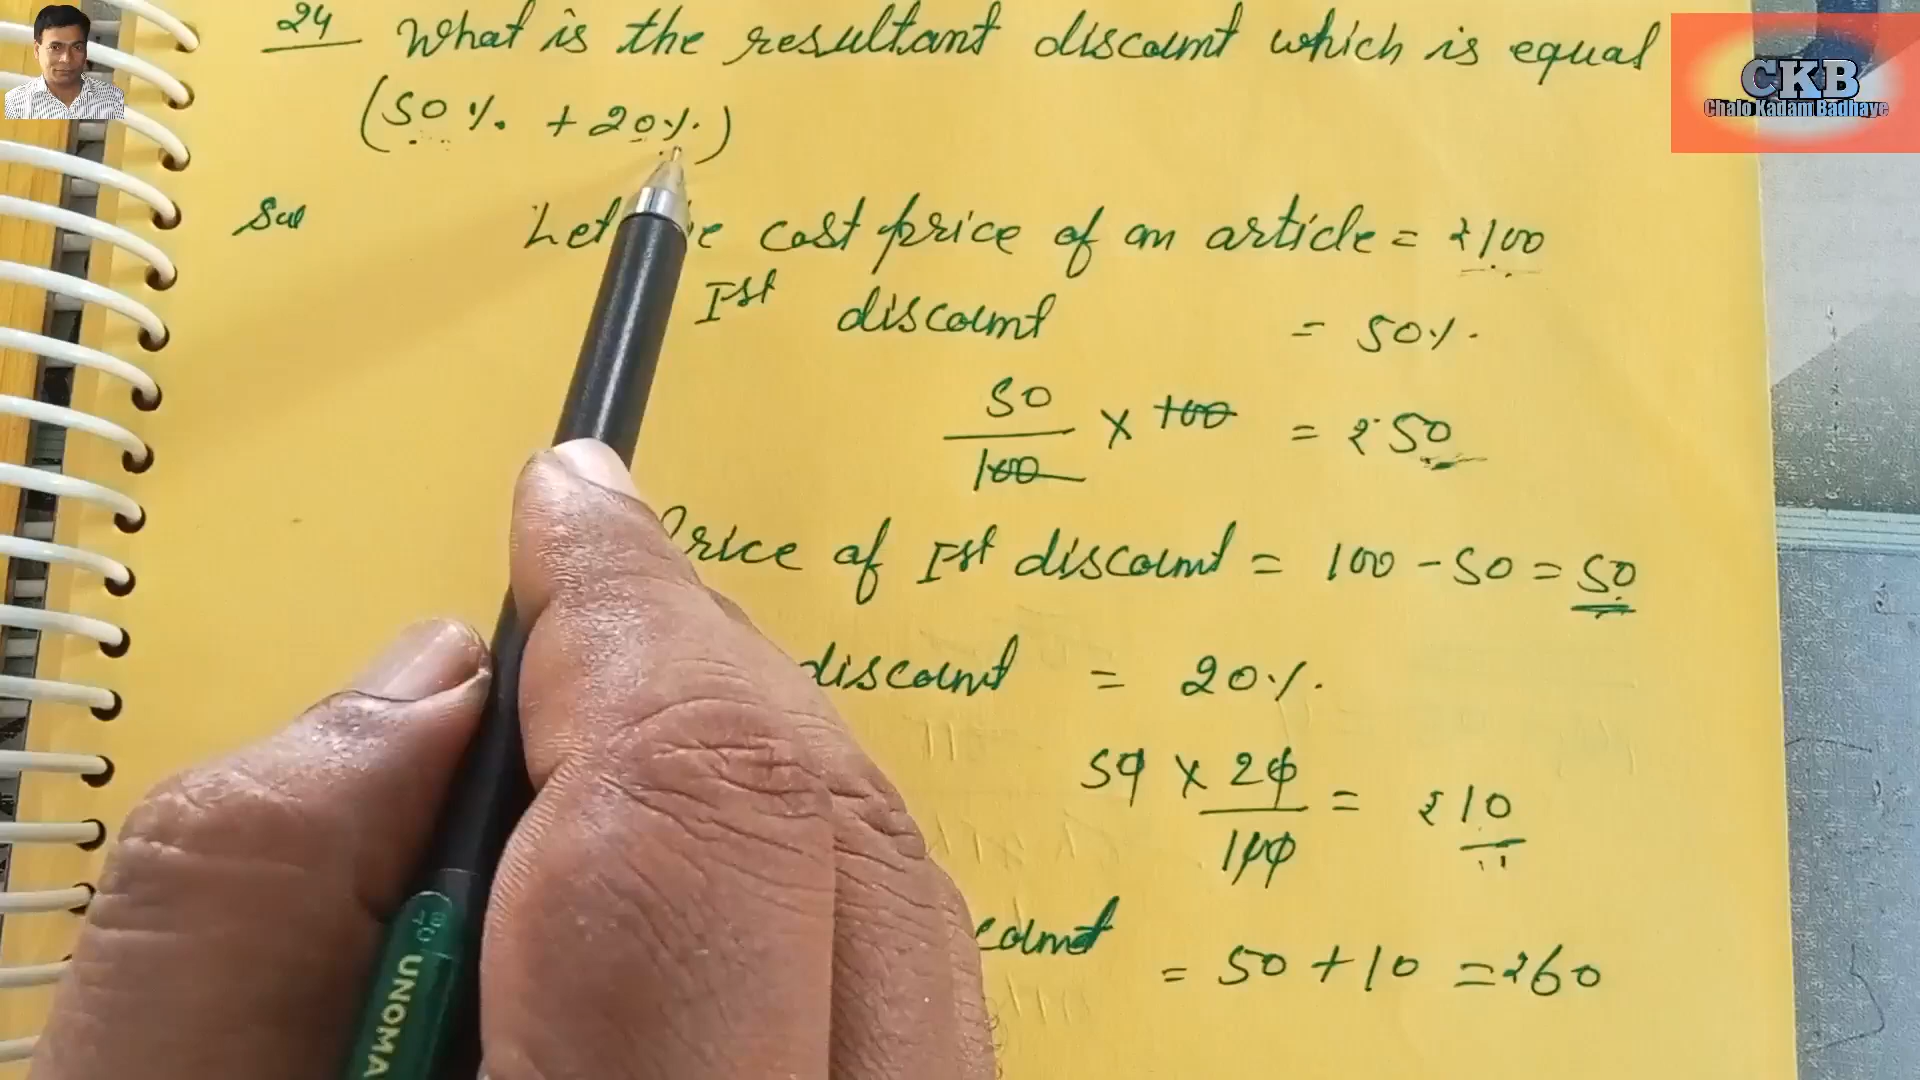 24 What is the resultant discount which is equal
(50% + 20%)
Sol Let cost price of an article = ₹100
Ist discount = 50%
50/100 × 100 = ₹50
Price of Ist discount = 100 - 50 = 50
discount = 20%
50 × 20/100 = ₹10
= 50 + 10 = ₹60
CKB
Chalo Kadam Badhaye
UNOMA